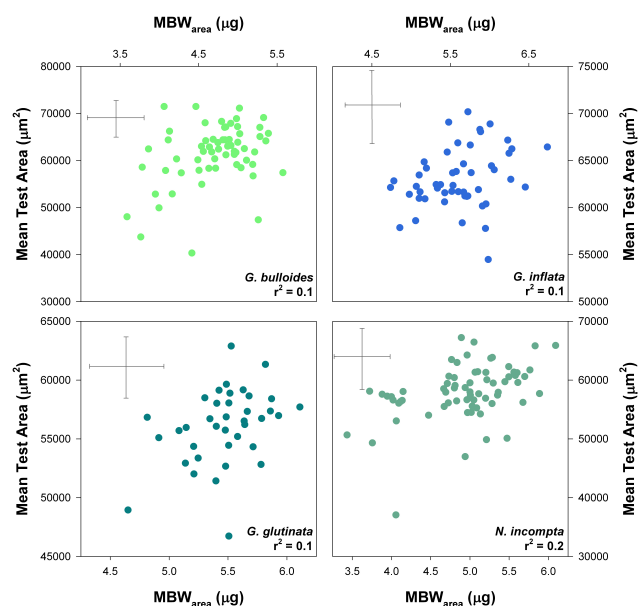 MBWarea (μg)
MBWarea (μg)
3.5 4.5 5.5
4.5 5.5 6.5
Mean Test Area (μm²)
80000
70000
60000
50000
40000
30000
G. bulloides
r² = 0.1
75000
65000
55000
50000
Mean Test Area (μm²)
G. inflata
r² = 0.1
Mean Test Area (μm²)
65000
60000
55000
50000
45000
G. glutinata
r² = 0.1
70000
60000
50000
40000
30000
Mean Test Area (μm²)
N. incompta
r² = 0.2
4.5 5.0 5.5 6.0
3.5 4.0 4.5 5.0 5.5 6.0
MBWarea (μg)
MBWarea (μg)